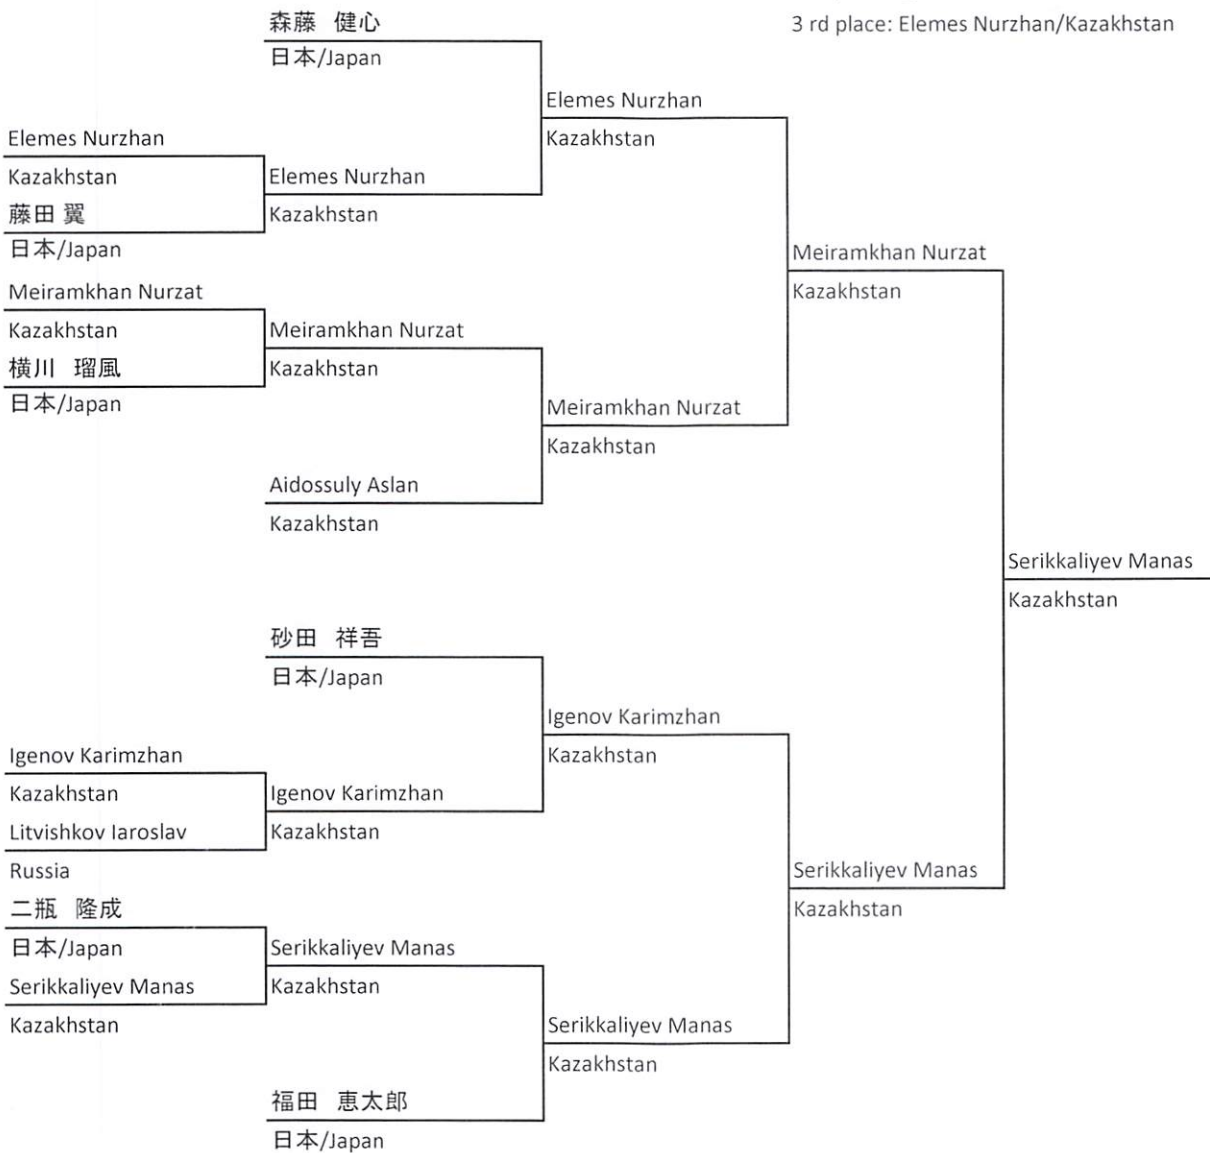 森藤 健心
3 rd place: Elemes Nurzhan/Kazakhstan
日本/Japan
Elemes Nurzhan
Kazakhstan
Elemes Nurzhan
Kazakhstan
藤田 翼
日本/Japan
Elemes Nurzhan
Kazakhstan
Meiramkhan Nurzat
Kazakhstan
横川 瑠風
日本/Japan
Meiramkhan Nurzat
Kazakhstan
Aidossuly Aslan
Kazakhstan
Meiramkhan Nurzat
Kazakhstan
Meiramkhan Nurzat
Kazakhstan
Serikkaliyev Manas
Kazakhstan
砂田 祥吾
日本/Japan
Igenov Karimzhan
Kazakhstan
Igenov Karimzhan
Kazakhstan
Litvishkov Iaroslav
Russia
Igenov Karimzhan
Kazakhstan
二瓶 隆成
日本/Japan
Serikkaliyev Manas
Kazakhstan
Serikkaliyev Manas
Kazakhstan
Serikkaliyev Manas
Kazakhstan
Serikkaliyev Manas
Kazakhstan
福田 恵太郎
日本/Japan